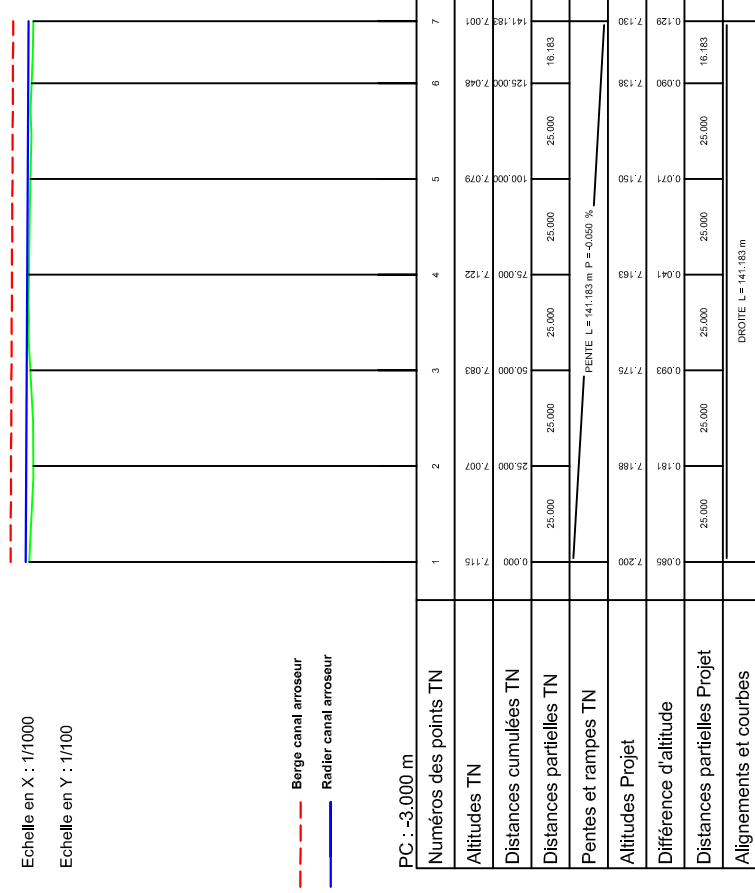 Echelle en X : 1/1000
Echelle en Y : 1/100
Berge canal arroseur
Radier canal arroseur
PC : -3.000 m
Numéros des points TN 1 2 3 4 5 6 7
Altitudes TN 7.115 7.007 7.083 7.122 7.079 7.048 7.001
Distances cumulées TN 0.000 25.000 50.000 75.000 100.000 125.000 141.183
Distances partielles TN 25.000 25.000 25.000 25.000 25.000 16.183
Pentes et rampes TN PENTE L = 141.183 m P = -0.050 %
Altitudes Projet 7.200 7.188 7.175 7.163 7.150 7.138 7.130
Différence d'altitude 0.085 0.181 0.093 0.041 0.071 0.090 0.129
Distances partielles Projet 25.000 25.000 25.000 25.000 25.000 16.183
Alignements et courbes DROITE L = 141.183 m